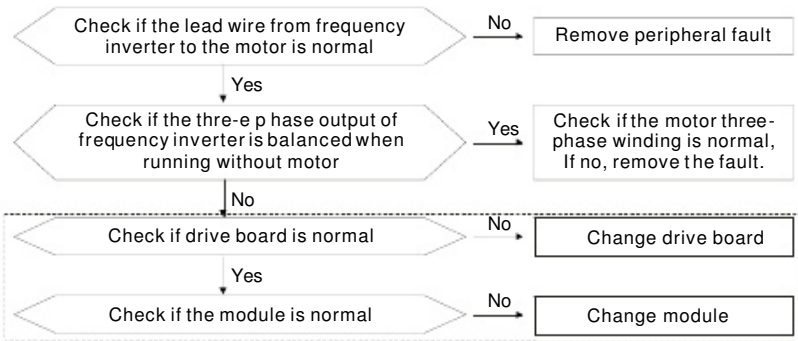 Check if the lead wire from frequency
inverter to the motor is normal
No
Remove peripheral fault
Yes
Check if the thre-e p hase output of
frequency inverter is balanced when
running without motor
Yes
Check if the motor three-
phase winding is normal,
If no, remove the fault.
No
Check if drive board is normal
No
Change drive board
Yes
Check if the module is normal
No
Change module